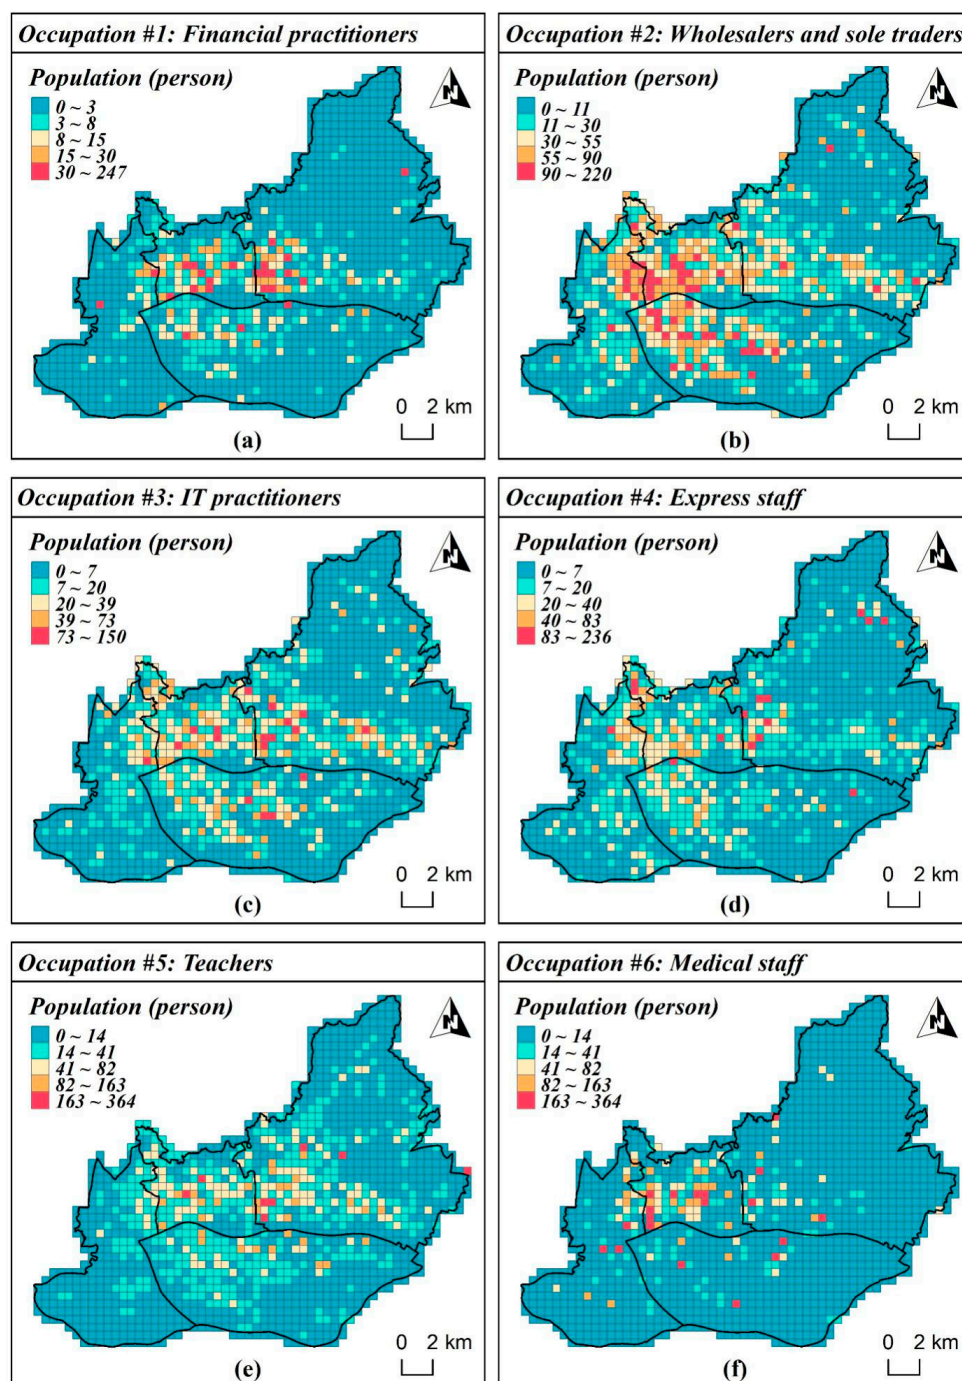 Occupation #1: Financial practitioners
Population (person)
N
0 ~ 3
3 ~ 8
8 ~ 15
15 ~ 30
30 ~ 247
0 2 km
(a)
Occupation #2: Wholesalers and sole traders
Population (person)
N
0 ~ 11
11 ~ 30
30 ~ 55
55 ~ 90
90 ~ 220
0 2 km
(b)
Occupation #3: IT practitioners
Population (person)
N
0 ~ 7
7 ~ 20
20 ~ 39
39 ~ 73
73 ~ 150
0 2 km
(c)
Occupation #4: Express staff
Population (person)
N
0 ~ 7
7 ~ 20
20 ~ 40
40 ~ 83
83 ~ 236
0 2 km
(d)
Occupation #5: Teachers
Population (person)
N
0 ~ 14
14 ~ 41
41 ~ 82
82 ~ 163
163 ~ 364
0 2 km
(e)
Occupation #6: Medical staff
Population (person)
N
0 ~ 14
14 ~ 41
41 ~ 82
82 ~ 163
163 ~ 364
0 2 km
(f)